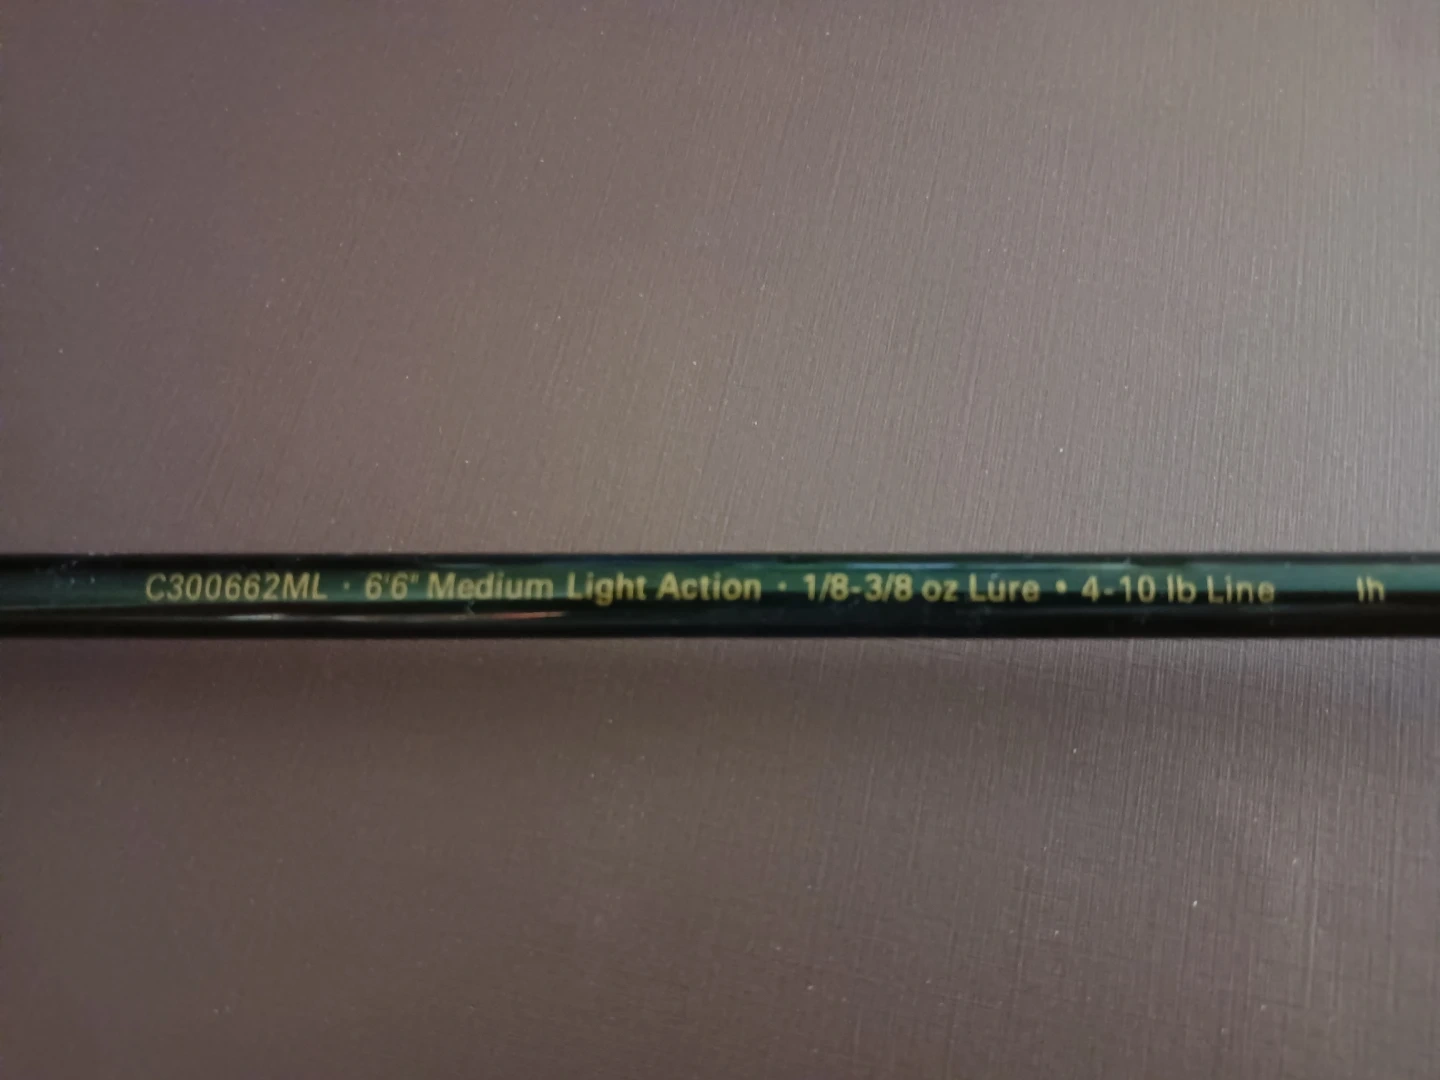 C300662ML · 6'6" Medium Light Action · 1/8-3/8 oz Lure • 4-10 lb Line lh